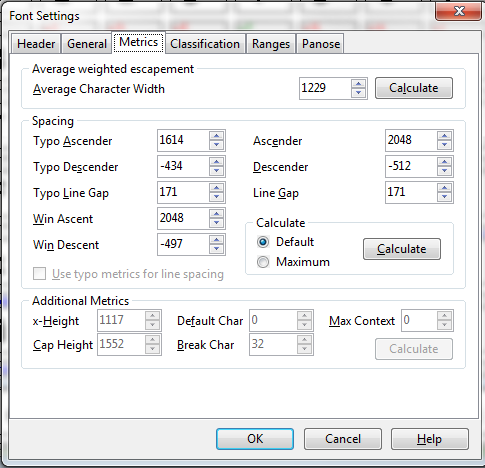 Font Settings
Header General Metrics Classification Ranges Panose
Average weighted escapement
Average Character Width 1229 Calculate
Spacing
Typo Ascender 1614 Ascender 2048
Typo Descender -434 Descender -512
Typo Line Gap 171 Line Gap 171
Win Ascent 2048 Calculate
Default
Win Descent -497 Calculate
Maximum
Use typo metrics for line spacing
Additional Metrics
x-Height 1117 Default Char 0 Max Context 0
Cap Height 1552 Break Char 32 Calculate
OK Cancel Help